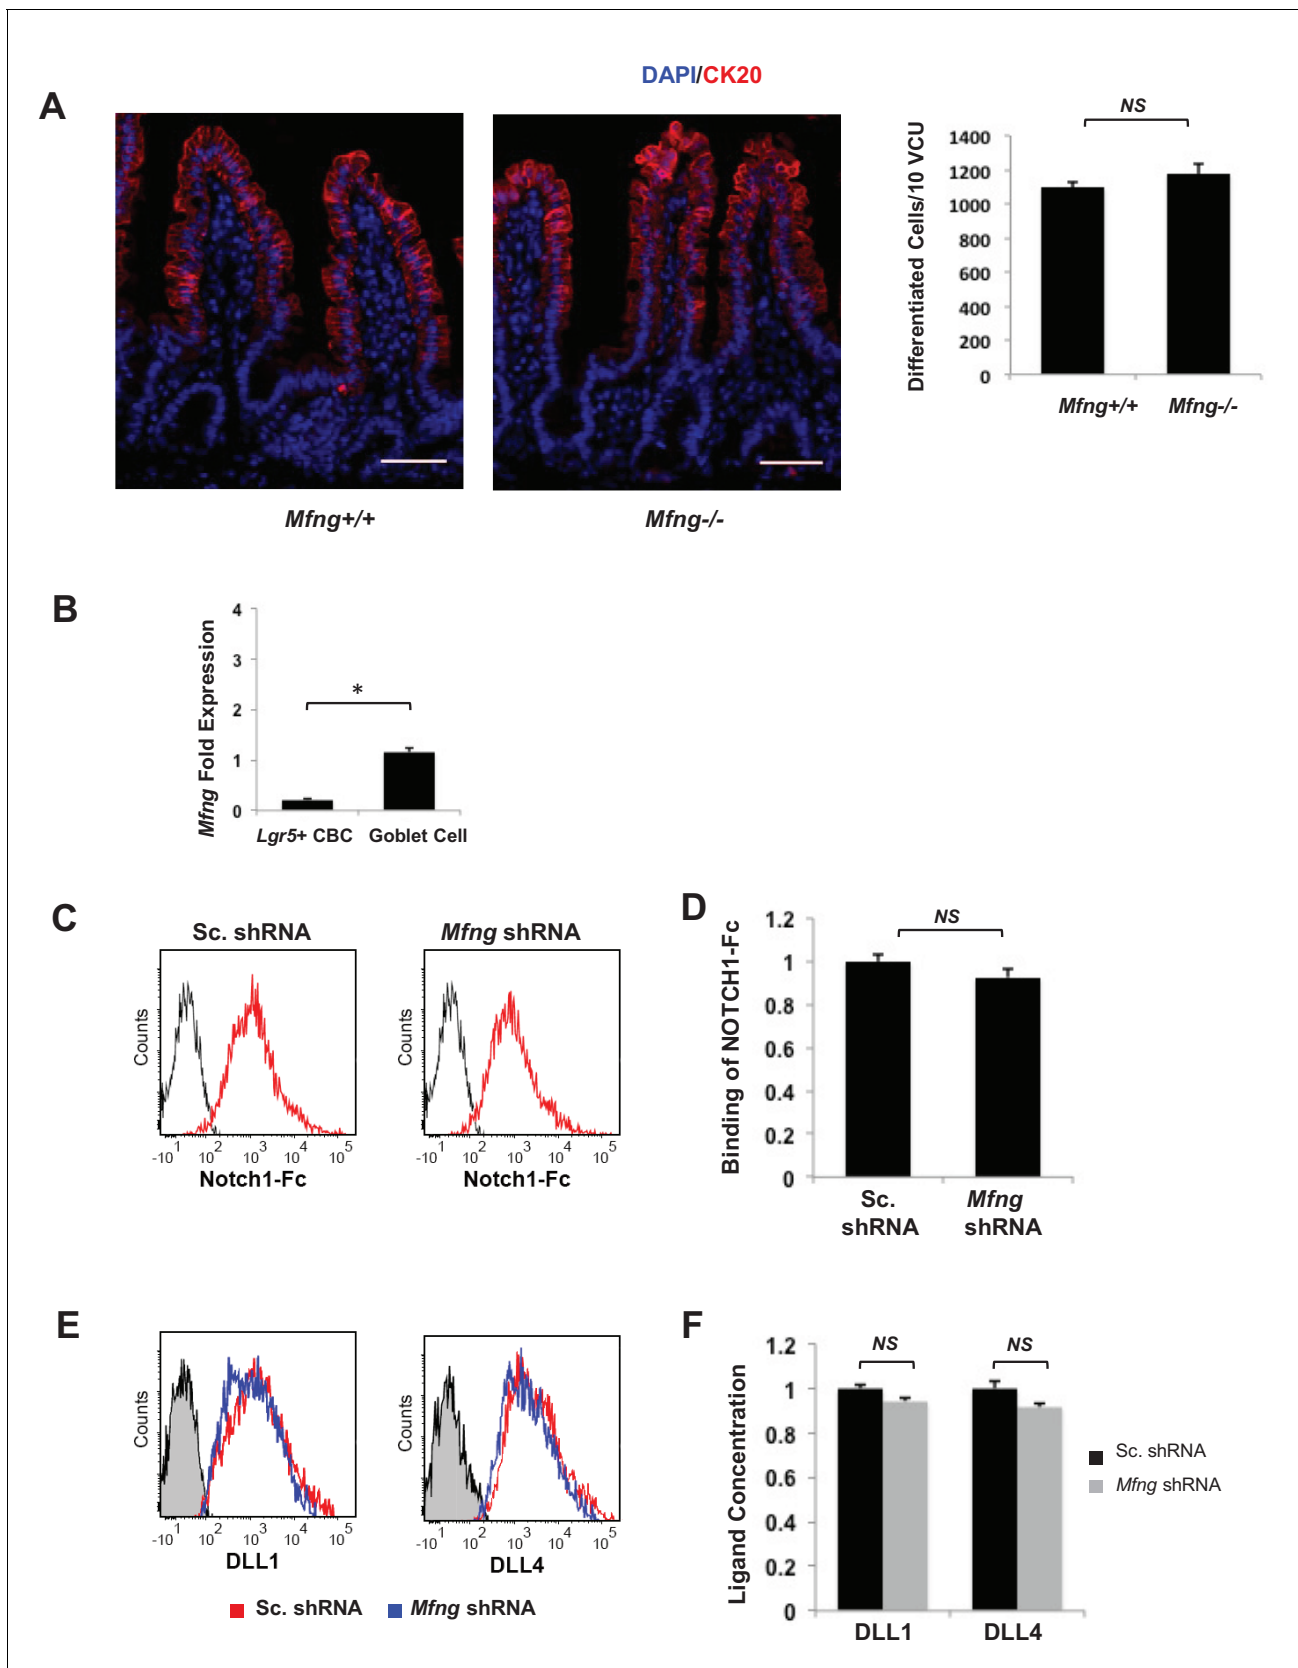 DAPI/CK20
A
Mfng+/+
Mfng-/-
Differentiated Cells/10 VCU
NS
1400
1200
1000
800
600
400
200
0
Mfng+/+ Mfng-/-
B
Mfng Fold Expression
4
3
2
1
0
*
Lgr5+ CBC Goblet Cell
C
Sc. shRNA
Counts
-10 1 10 2 10 3 10 4 10 5
Notch1-Fc
Mfng shRNA
Counts
-10 1 10 2 10 3 10 4 10 5
Notch1-Fc
D
Binding of NOTCH1-Fc
NS
1.2
1
0.8
0.6
0.4
0.2
0
Sc. shRNA
Mfng shRNA
E
Counts
-10 1 10 2 10 3 10 4 10 5
DLL1
Counts
-10 1 10 2 10 3 10 4 10 5
DLL4
Sc. shRNA Mfng shRNA
F
Ligand Concentration
NS NS
1.2
1
0.8
0.6
0.4
0.2
0
DLL1 DLL4
Sc. shRNA
Mfng shRNA